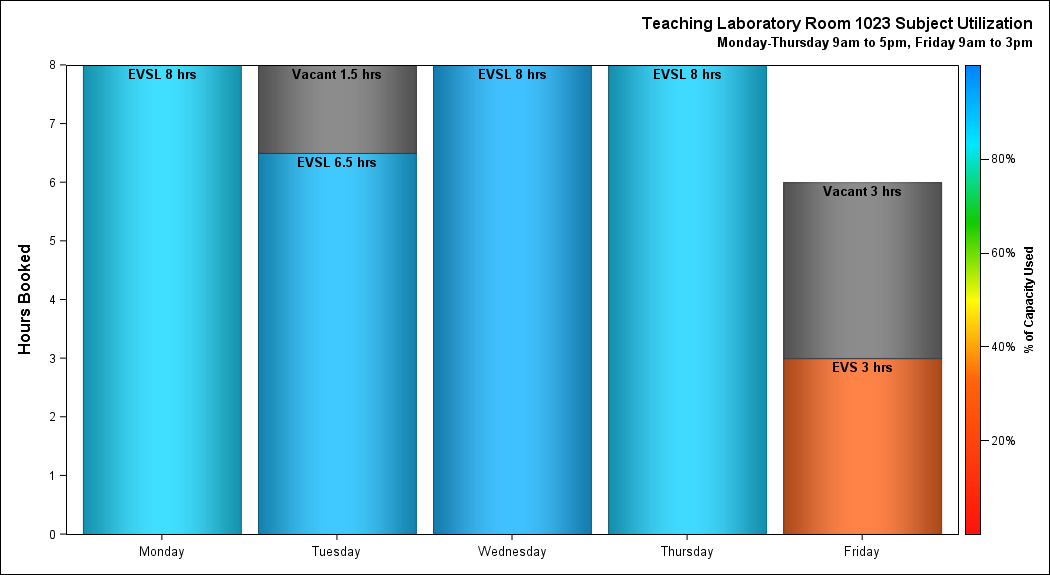 Teaching Laboratory Room 1023 Subject Utilization
Monday-Thursday 9am to 5pm, Friday 9am to 3pm
Hours Booked
8
7
6
5
4
3
2
1
0
EVSL 8 hrs
Vacant 1.5 hrs
EVSL 6.5 hrs
EVSL 8 hrs
EVSL 8 hrs
Vacant 3 hrs
EVS 3 hrs
Monday
Tuesday
Wednesday
Thursday
Friday
80%
60%
40%
20%
% of Capacity Used